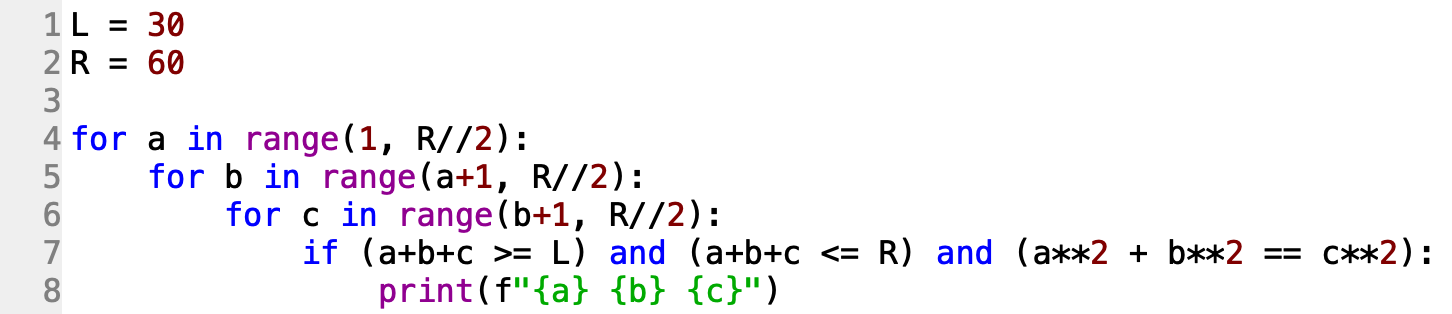 1 L = 30
2 R = 60
3
4 for a in range(1, R//2):
5     for b in range(a+1, R//2):
6         for c in range(b+1, R//2):
7             if (a+b+c >= L) and (a+b+c <= R) and (a**2 + b**2 == c**2):
8                 print(f"{a} {b} {c}")